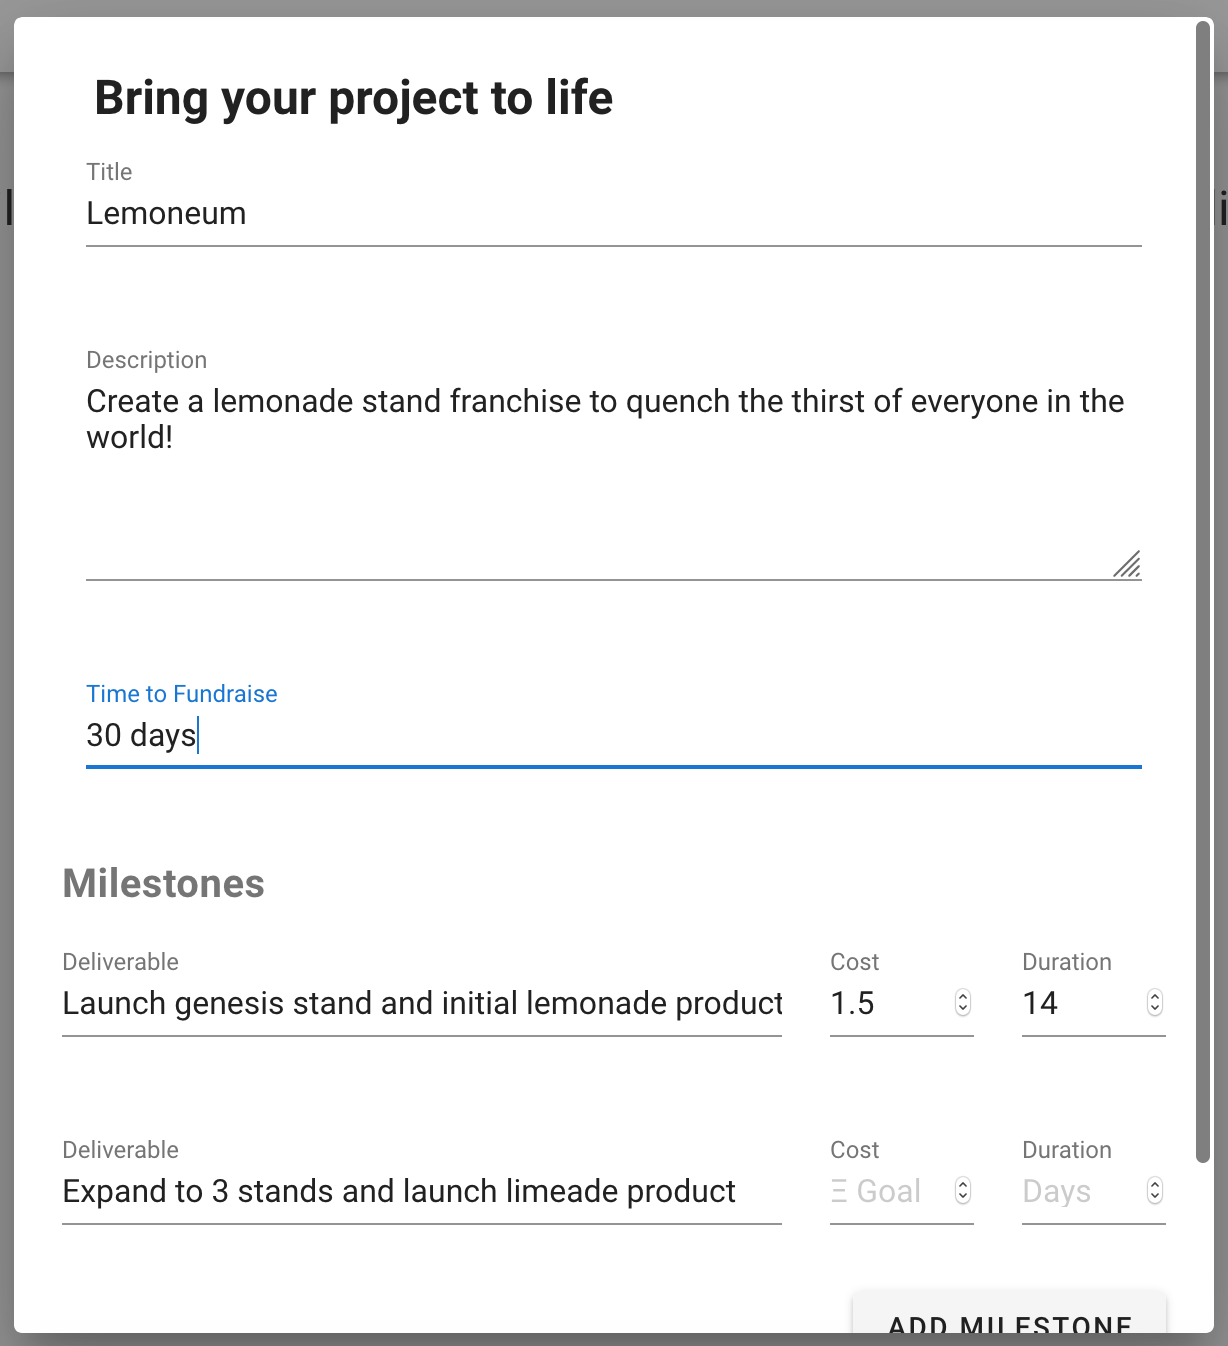 Bring your project to life
Title
Lemoneum
Description
Create a lemonade stand franchise to quench the thirst of everyone in the
world!
Time to Fundraise
30 days
Milestones
Deliverable Cost Duration
Launch genesis stand and initial lemonade product 1.5 14
Deliverable Cost Duration
Expand to 3 stands and launch limeade product Ξ Goal Days
ADD MILESTONE